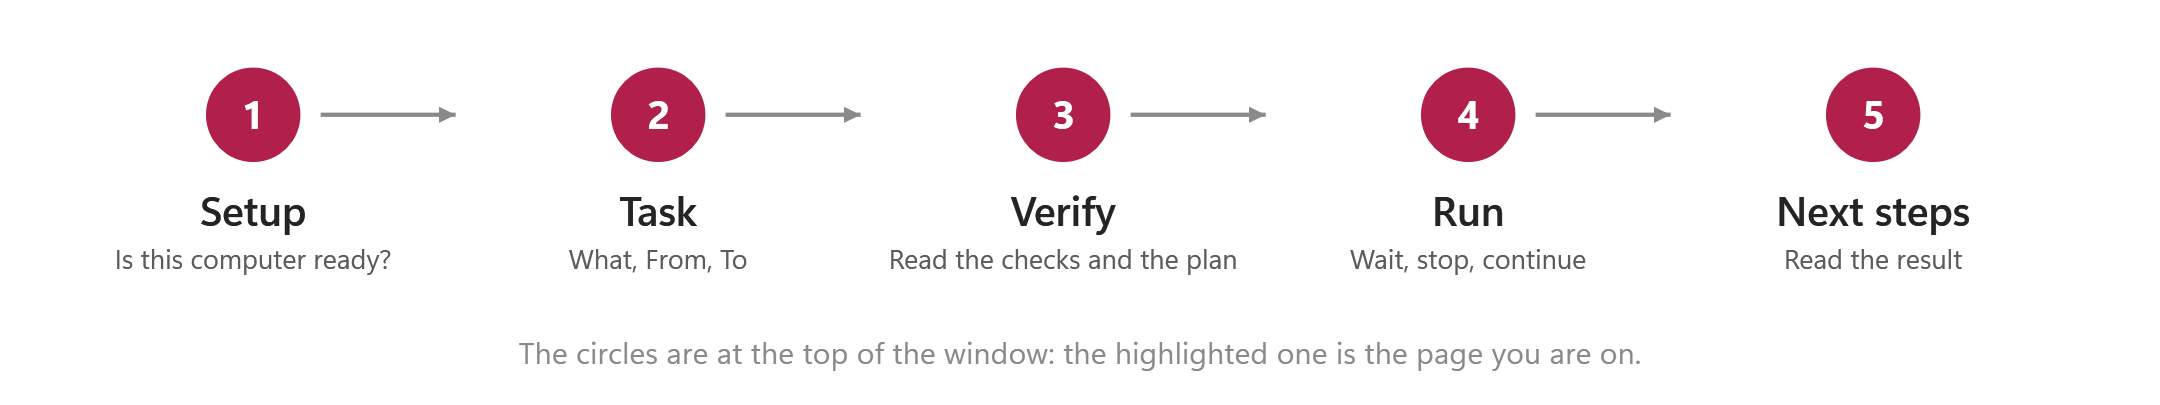 1
2
3
4
5
Setup
Task
Verify
Run
Next steps
Is this computer ready?
What, From, To
Read the checks and the plan
Wait, stop, continue
Read the result
The circles are at the top of the window: the highlighted one is the page you are on.